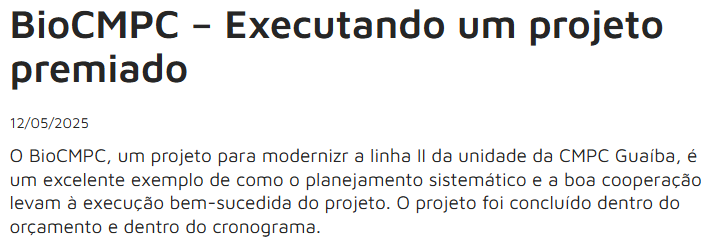 BioCMPC – Executando um projeto
premiado
12/05/2025
O BioCMPC, um projeto para modernizr a linha II da unidade da CMPC Guaíba, é
um excelente exemplo de como o planejamento sistemático e a boa cooperação
levam à execução bem-sucedida do projeto. O projeto foi concluído dentro do
orçamento e dentro do cronograma.